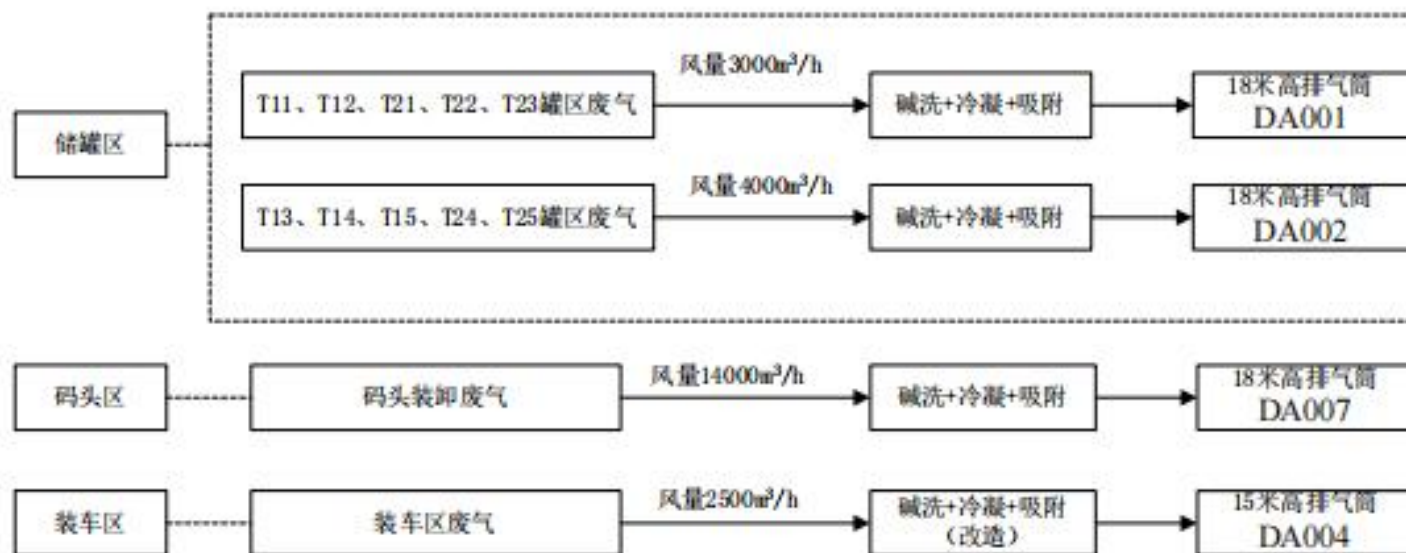 风量3000m³/h
T11、T12、T21、T22、T23罐区废气
碱洗+冷凝+吸附
18米高排气筒
DA001
储罐区
风量4000m³/h
T13、T14、T15、T24、T25罐区废气
碱洗+冷凝+吸附
18米高排气筒
DA002
码头区
码头装卸废气
风量14000m³/h
碱洗+冷凝+吸附
18米高排气筒
DA007
装车区
装车区废气
风量2500m³/h
碱洗+冷凝+吸附
（改造）
15米高排气筒
DA004